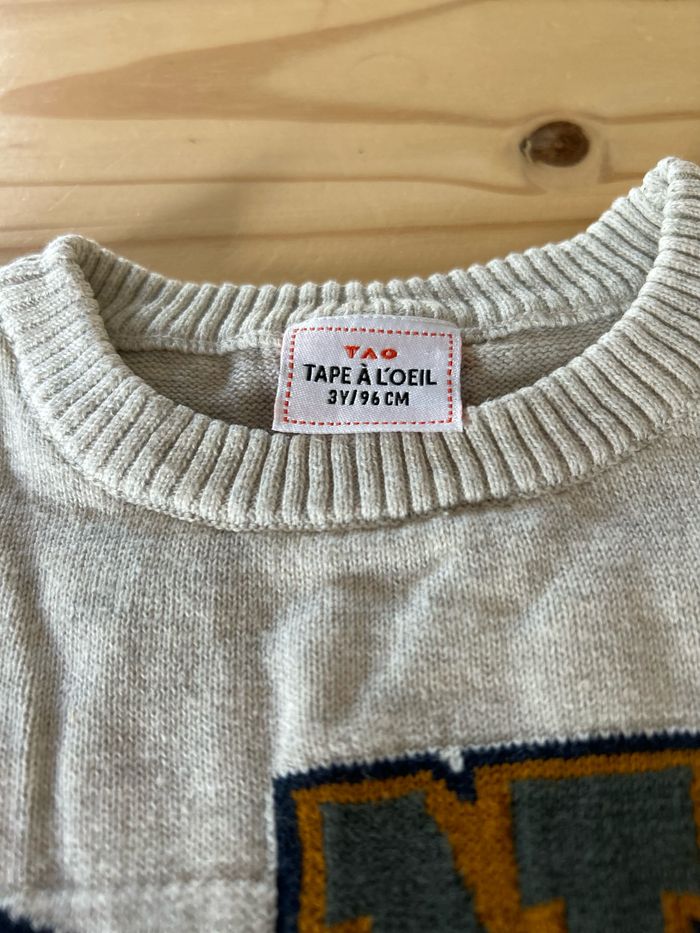 TAO
TAPE À L'OEIL
3Y/96 CM